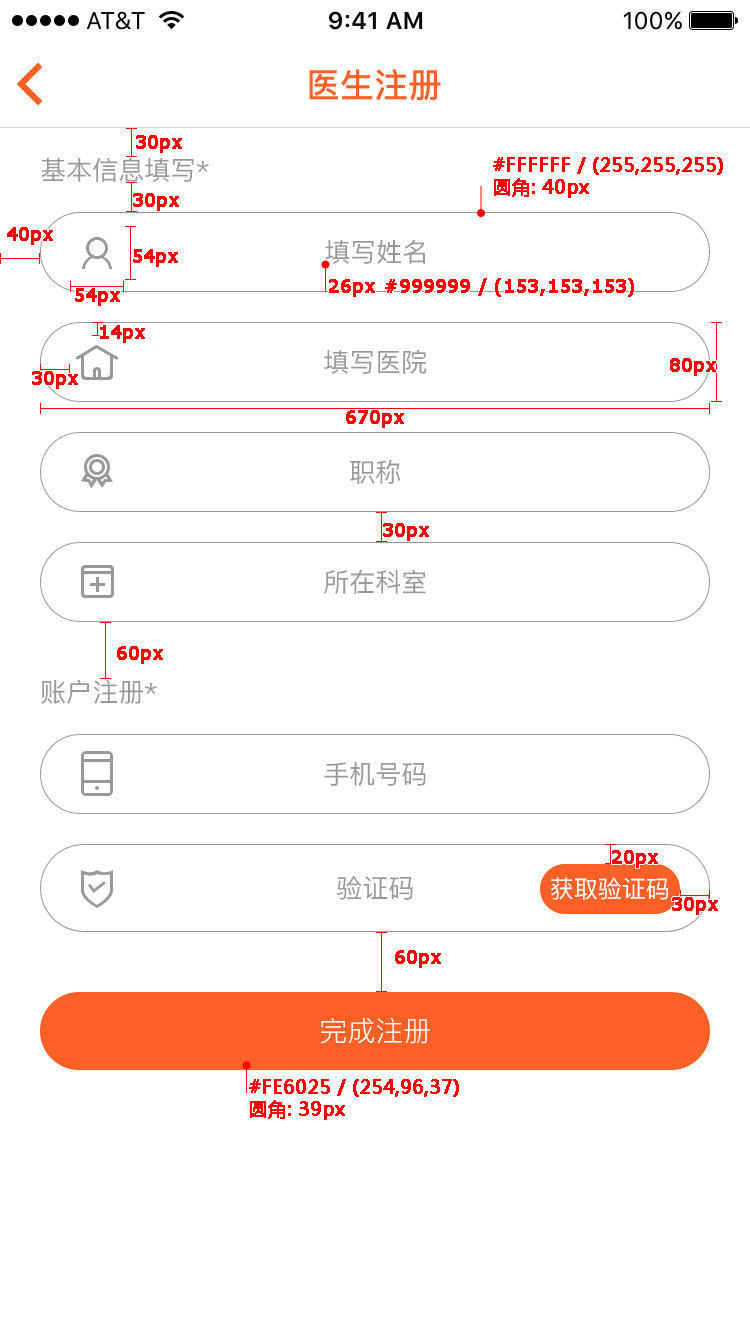 AT&T 9:41 AM 100%
医生注册
30px
基本信息填写*
#FFFFFF / (255,255,255)
圆角: 40px
30px
40px
填写姓名
54px
54px
26px #999999 / (153,153,153)
14px
填写医院
30px
80px
670px
职称
30px
所在科室
60px
账户注册*
手机号码
20px
验证码
获取验证码
30px
60px
完成注册
#FE6025 / (254,96,37)
圆角: 39px